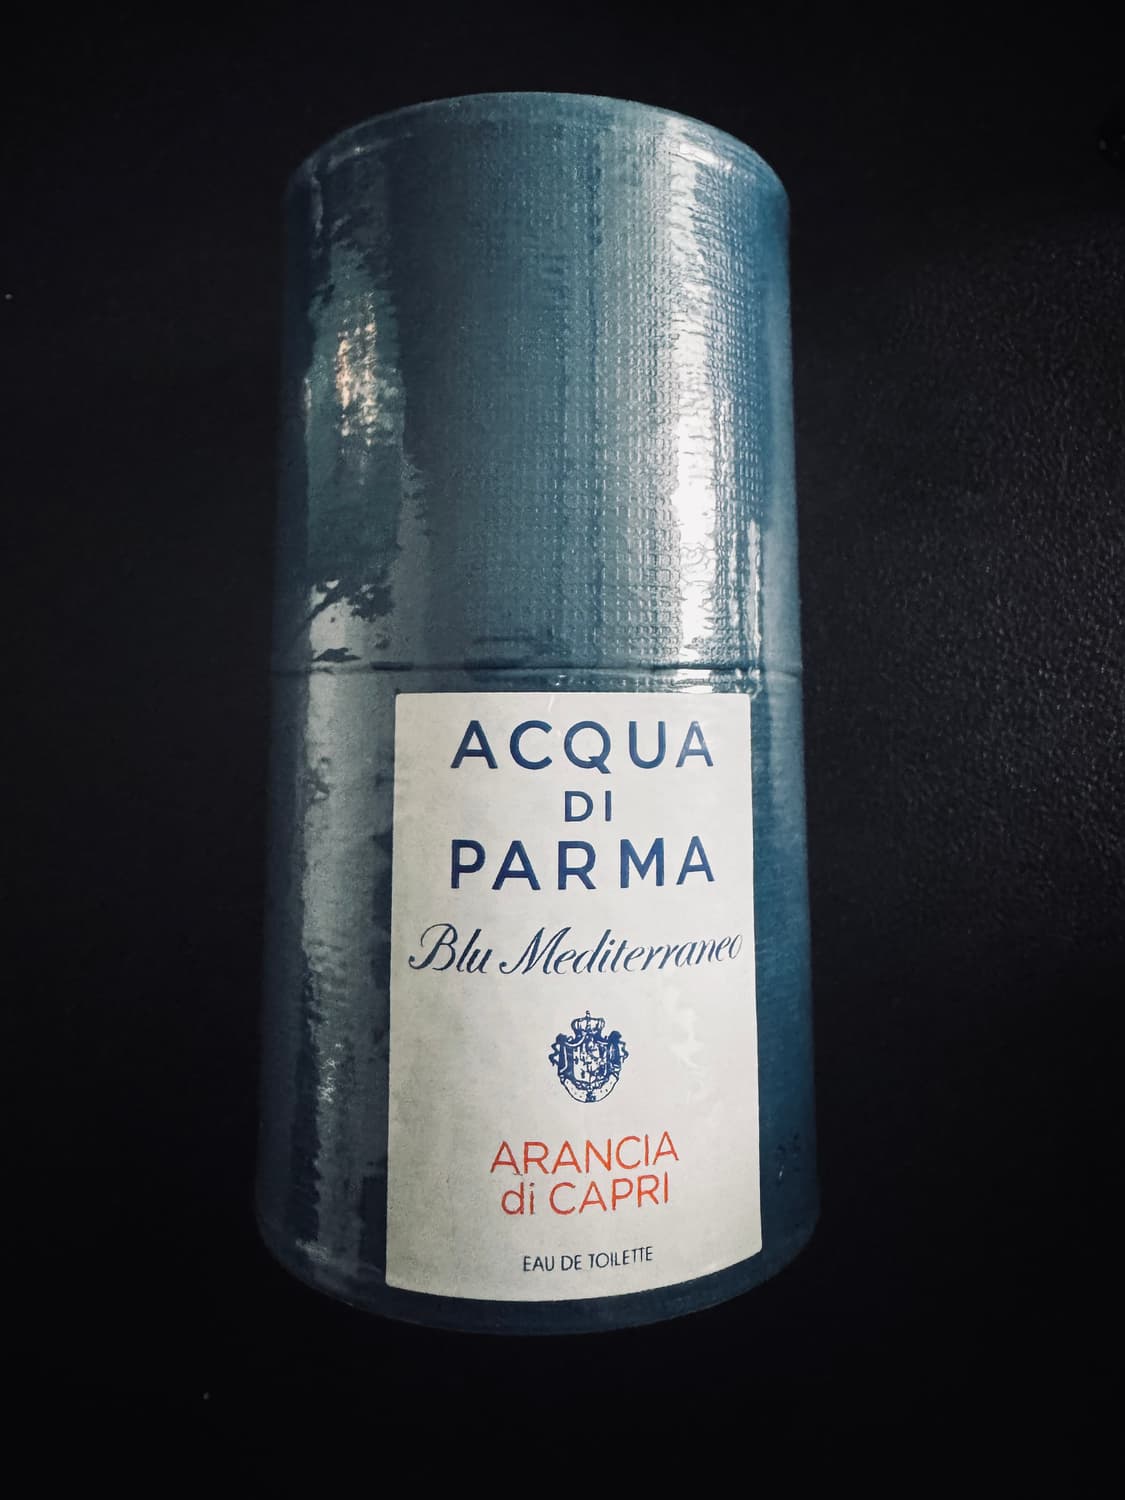 ACQUA
DI
PARMA
Blu Mediterraneo
ARANCIA
di CAPRI
EAU DE TOILETTE